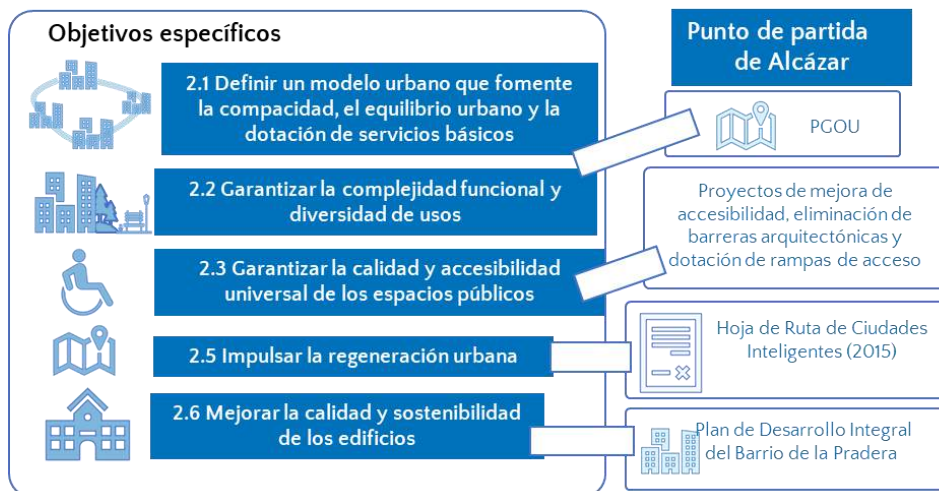 Objetivos específicos
2.1 Definir un modelo urbano que fomente
la compacidad, el equilibrio urbano y la
dotación de servicios básicos
2.2 Garantizar la complejidad funcional y
diversidad de usos
2.3 Garantizar la calidad y accesibilidad
universal de los espacios públicos
2.5 Impulsar la regeneración urbana
2.6 Mejorar la calidad y sostenibilidad
de los edificios
Punto de partida
de Alcázar
PGOU
Proyectos de mejora de
accesibilidad, eliminación de
barreras arquitectónicas y
dotación de rampas de acceso
Hoja de Ruta de Ciudades
Inteligentes (2015)
Plan de Desarrollo Integral
del Barrio de la Pradera